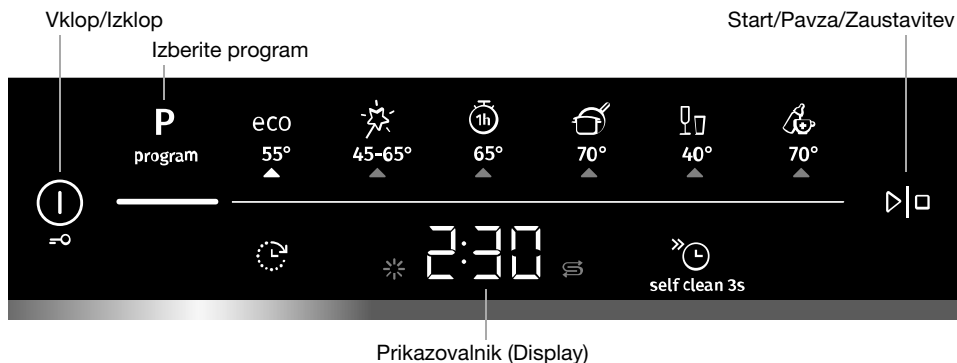 Vklop/Izklop
Start/Pavza/Zaustavitev
Izberite program
P
program
eco
55°
45-65°
1h
65°
70°
40°
70°
2:30
self clean 3s
Prikazovalnik (Display)